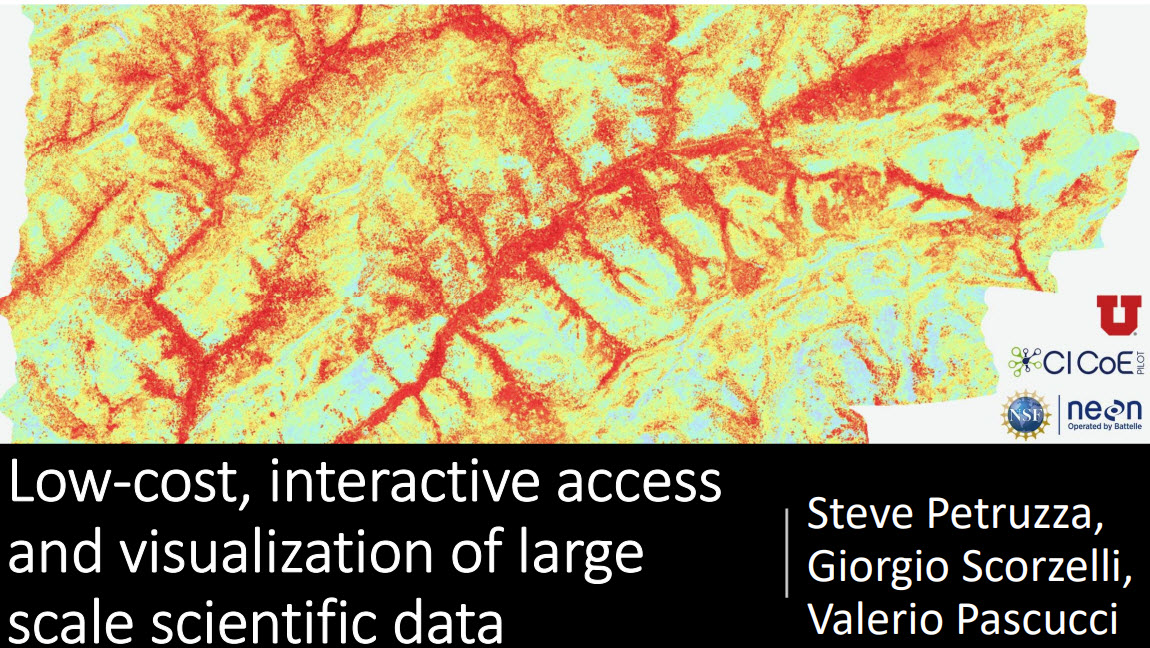 U
CI CoE PILOT
NSF
neon
Operated by Battelle
Low-cost, interactive access
and visualization of large
scale scientific data
Steve Petruzza,
Giorgio Scorzelli,
Valerio Pascucci